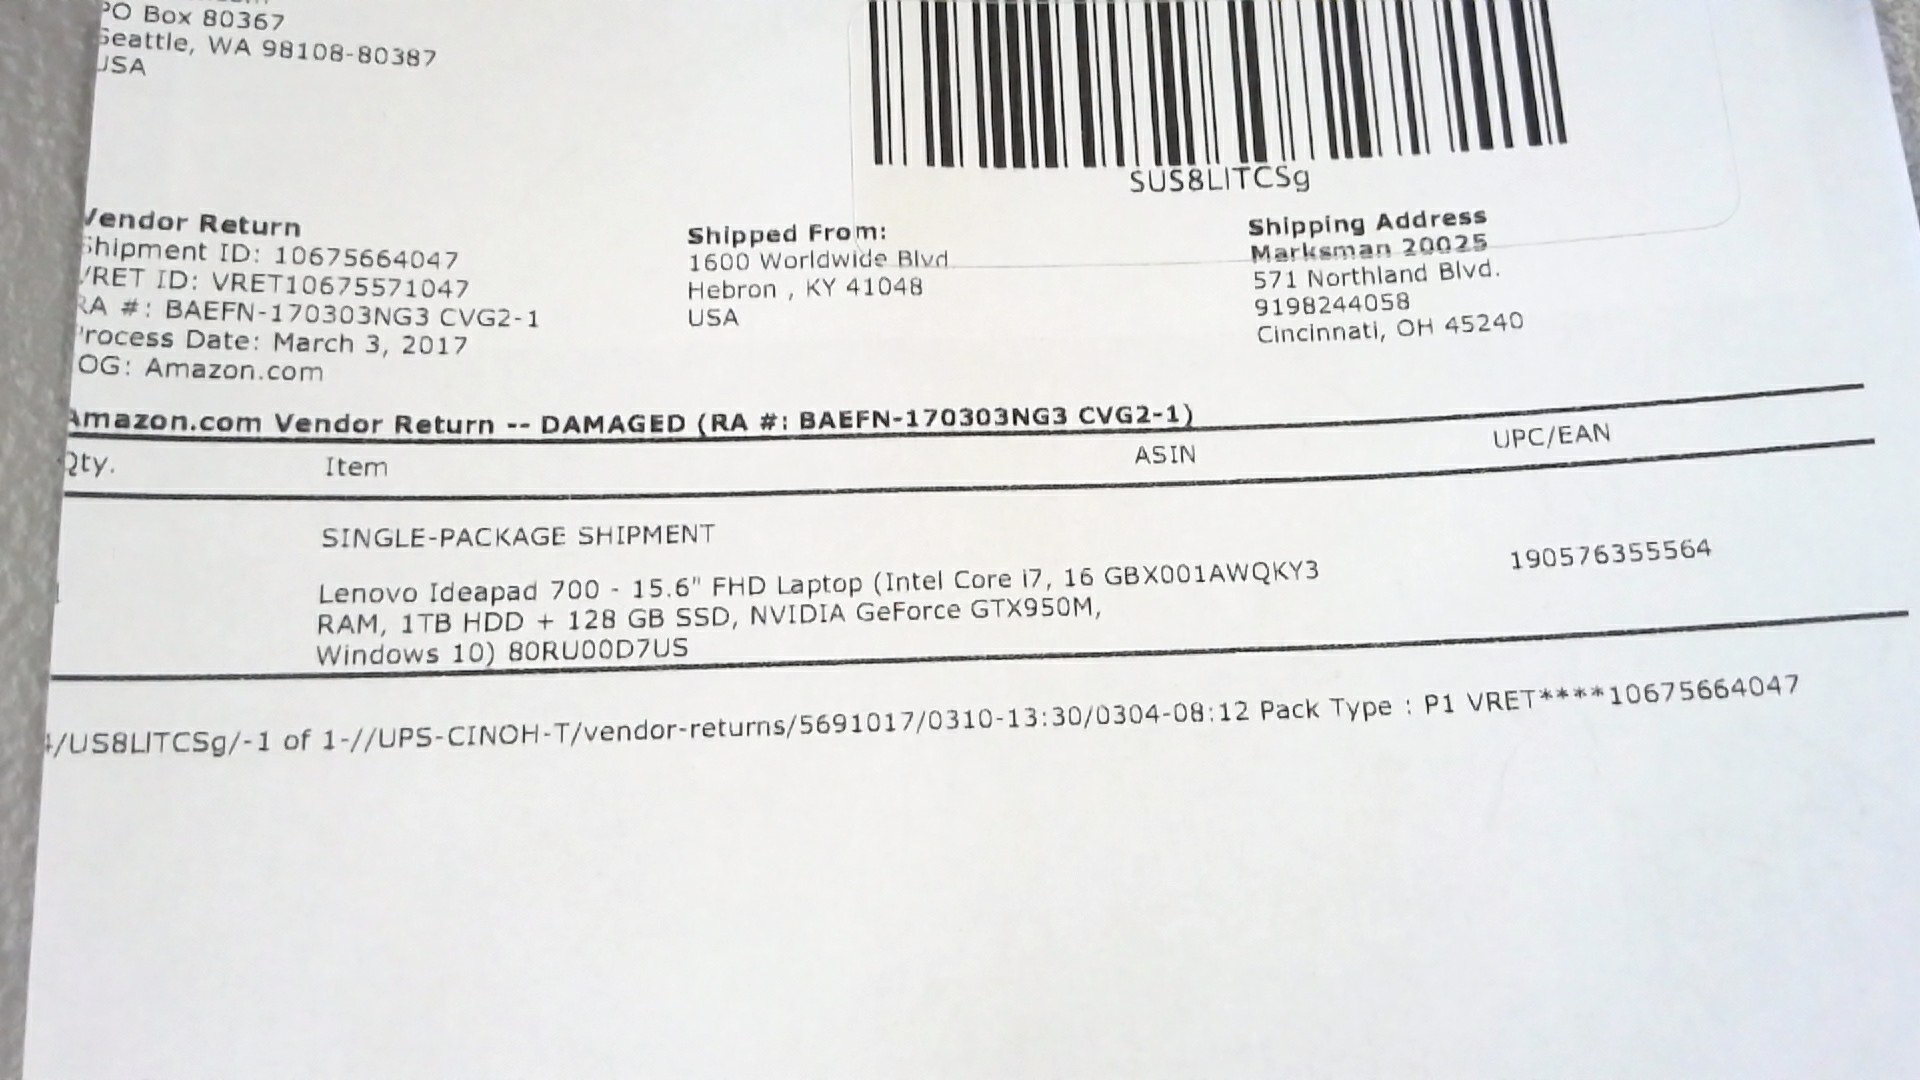 PO Box 80367
Seattle, WA 98108-80387
USA
SUS8LITCSg
Vendor Return
Shipment ID: 10675664047
VRET ID: VRET10675571047
RA #: BAEFN-170303NG3 CVG2-1
Process Date: March 3, 2017
OG: Amazon.com
Shipped From:
1600 Worldwide Blvd
Hebron , KY 41048
USA
Shipping Address
Marksman 20025
571 Northland Blvd.
9198244058
Cincinnati, OH 45240
Amazon.com Vendor Return -- DAMAGED (RA #: BAEFN-170303NG3 CVG2-1)
Qty. Item ASIN UPC/EAN
SINGLE-PACKAGE SHIPMENT
Lenovo Ideapad 700 - 15.6" FHD Laptop (Intel Core i7, 16 GBX001AWQKY3 190576355564
RAM, 1TB HDD + 128 GB SSD, NVIDIA GeForce GTX950M,
Windows 10) 80RU00D7US
/US8LITCSg/-1 of 1-//UPS-CINOH-T/vendor-returns/5691017/0310-13:30/0304-08:12 Pack Type : P1 VRET****10675664047